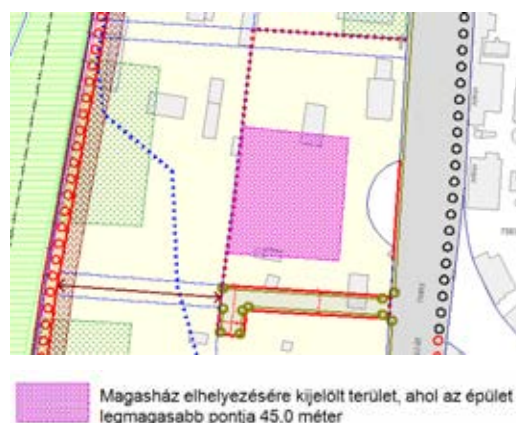 Magasház elhelyezésére kijelölt terület, ahol az épület
legmagasabb pontja 45,0 méter